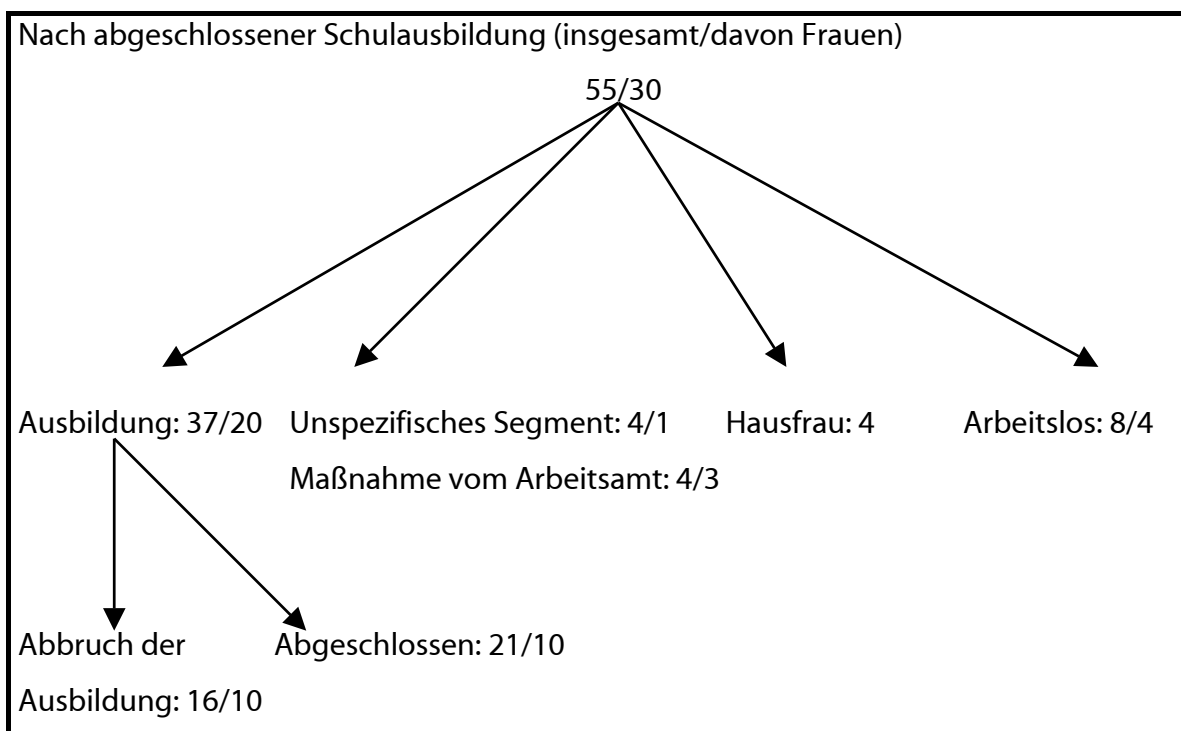 Nach abgeschlossener Schulausbildung (insgesamt/davon Frauen)
55/30
Ausbildung: 37/20 Unspezifisches Segment: 4/1 Hausfrau: 4 Arbeitslos: 8/4
Maßnahme vom Arbeitsamt: 4/3
Abbruch der Abgeschlossen: 21/10
Ausbildung: 16/10